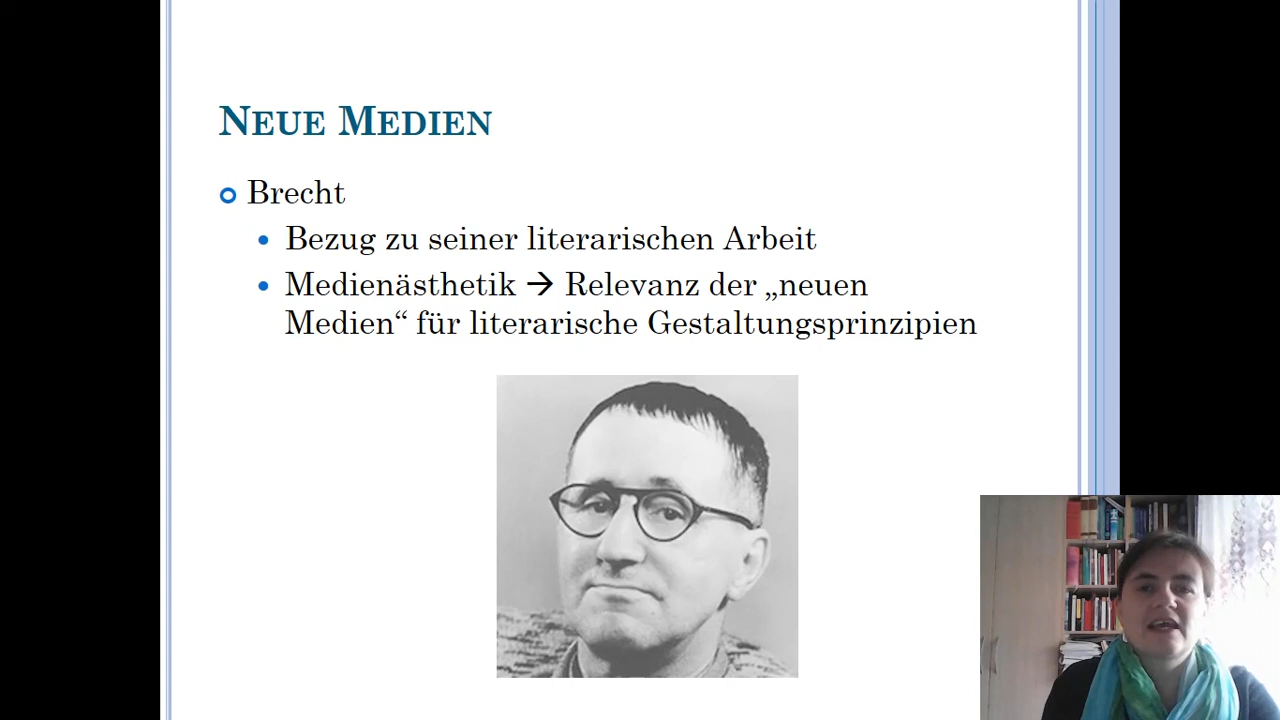 Neue Medien
Brecht
Bezug zu seiner literarischen Arbeit
Medienästhetik → Relevanz der „neuen
Medien“ für literarische Gestaltungsprinzipien